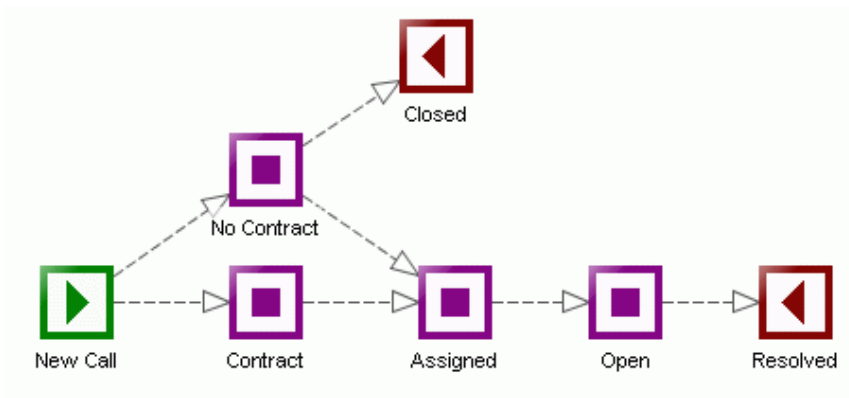 Closed
No Contract
New Call
Contract
Assigned
Open
Resolved